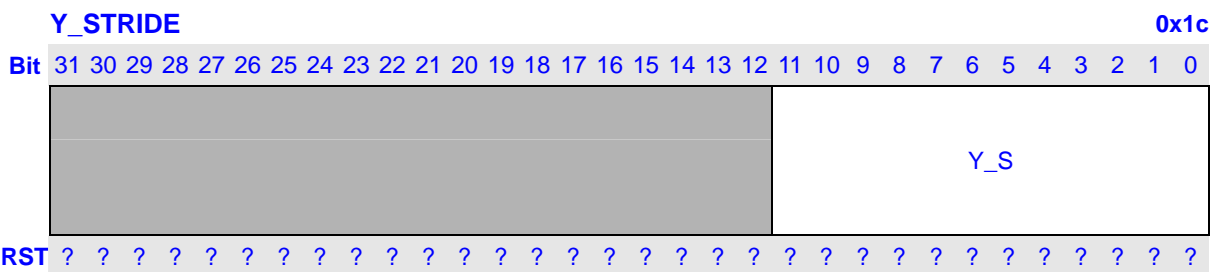 Y_STRIDE 0x1c
Bit 31 30 29 28 27 26 25 24 23 22 21 20 19 18 17 16 15 14 13 12 11 10 9 8 7 6 5 4 3 2 1 0
Y_S
RST ? ? ? ? ? ? ? ? ? ? ? ? ? ? ? ? ? ? ? ? ? ? ? ? ? ? ? ? ? ? ? ?